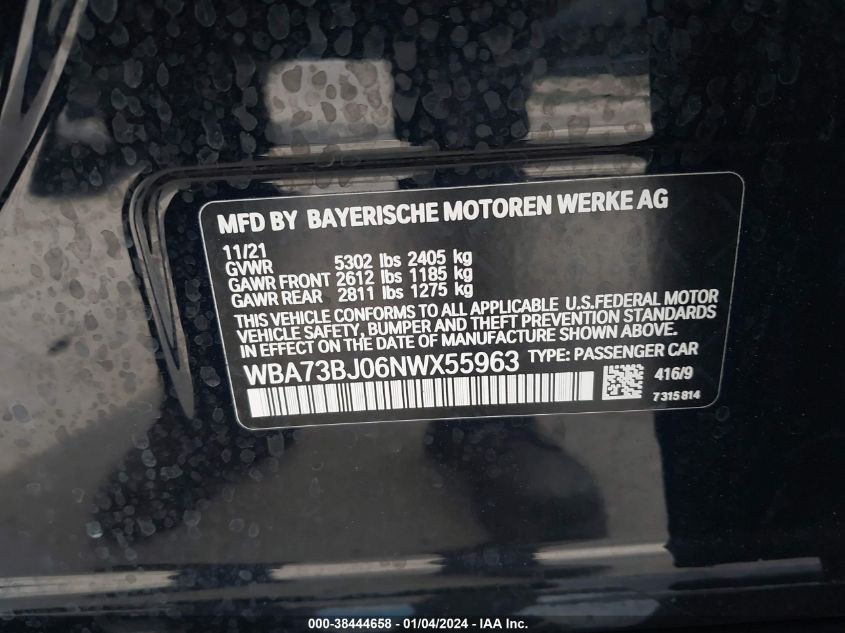 MFD BY BAYERISCHE MOTOREN WERKE AG
11/21
GVWR 5302 lbs 2405 kg
GAWR FRONT 2612 lbs 1185 kg
GAWR REAR 2811 lbs 1275 kg
THIS VEHICLE CONFORMS TO ALL APPLICABLE U.S.FEDERAL MOTOR
VEHICLE SAFETY, BUMPER AND THEFT PREVENTION STANDARDS
IN EFFECT ON THE DATE OF MANUFACTURE SHOWN ABOVE.
WBA73BJ06NWX55963 TYPE: PASSENGER CAR
416/9
7315814
000-38444658 - 01/04/2024 - IAA Inc.